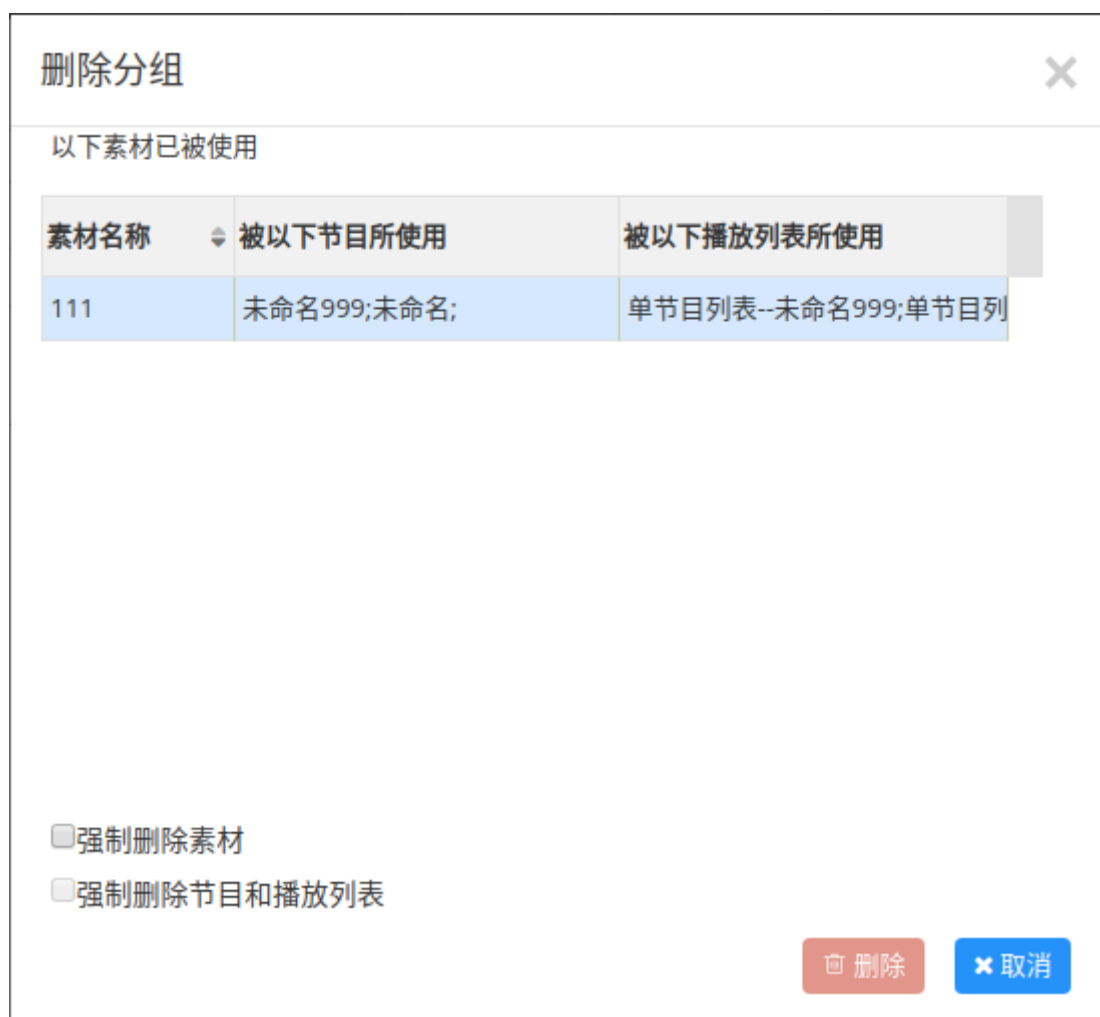 删除分组
以下素材已被使用
素材名称 被以下节目所使用 被以下播放列表所使用
111 未命名999;未命名; 单节目列表--未命名999;单节目列
强制删除素材
强制删除节目和播放列表
删除 取消